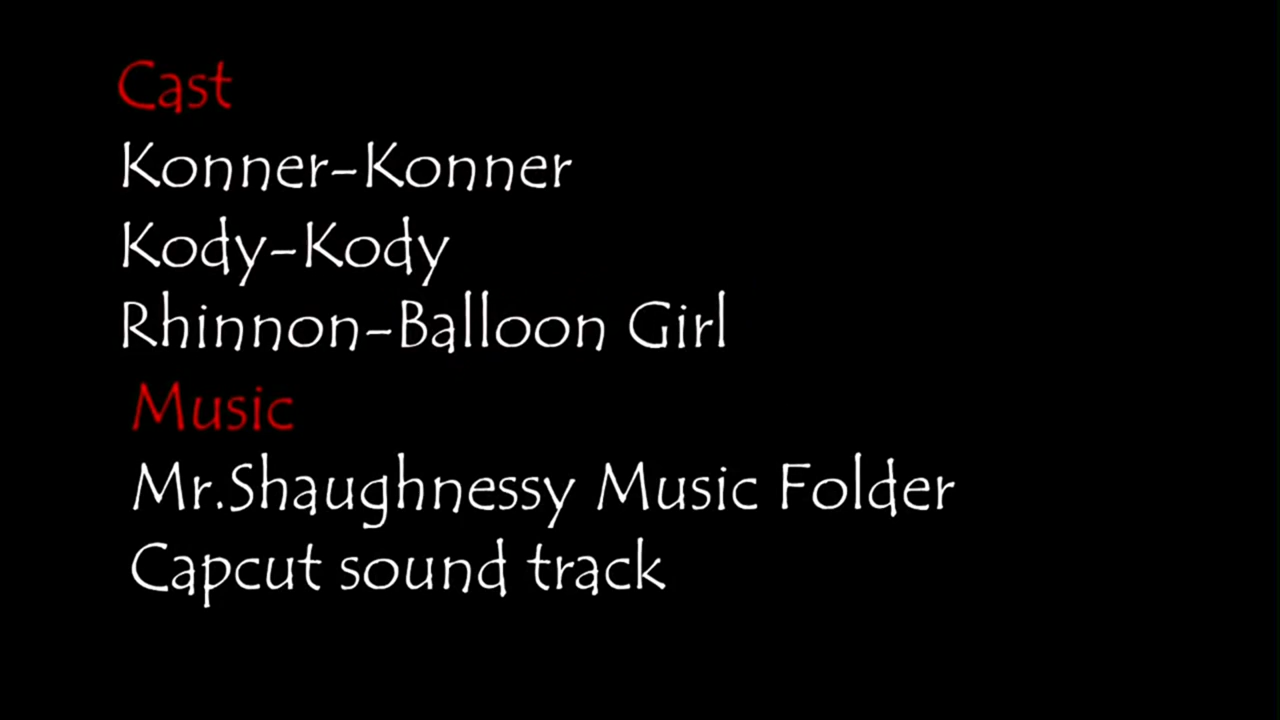 Cast
Konner-Konner
Kody-Kody
Rhinnon-Balloon Girl
Music
Mr.Shaughnessy Music Folder
Capcut sound track